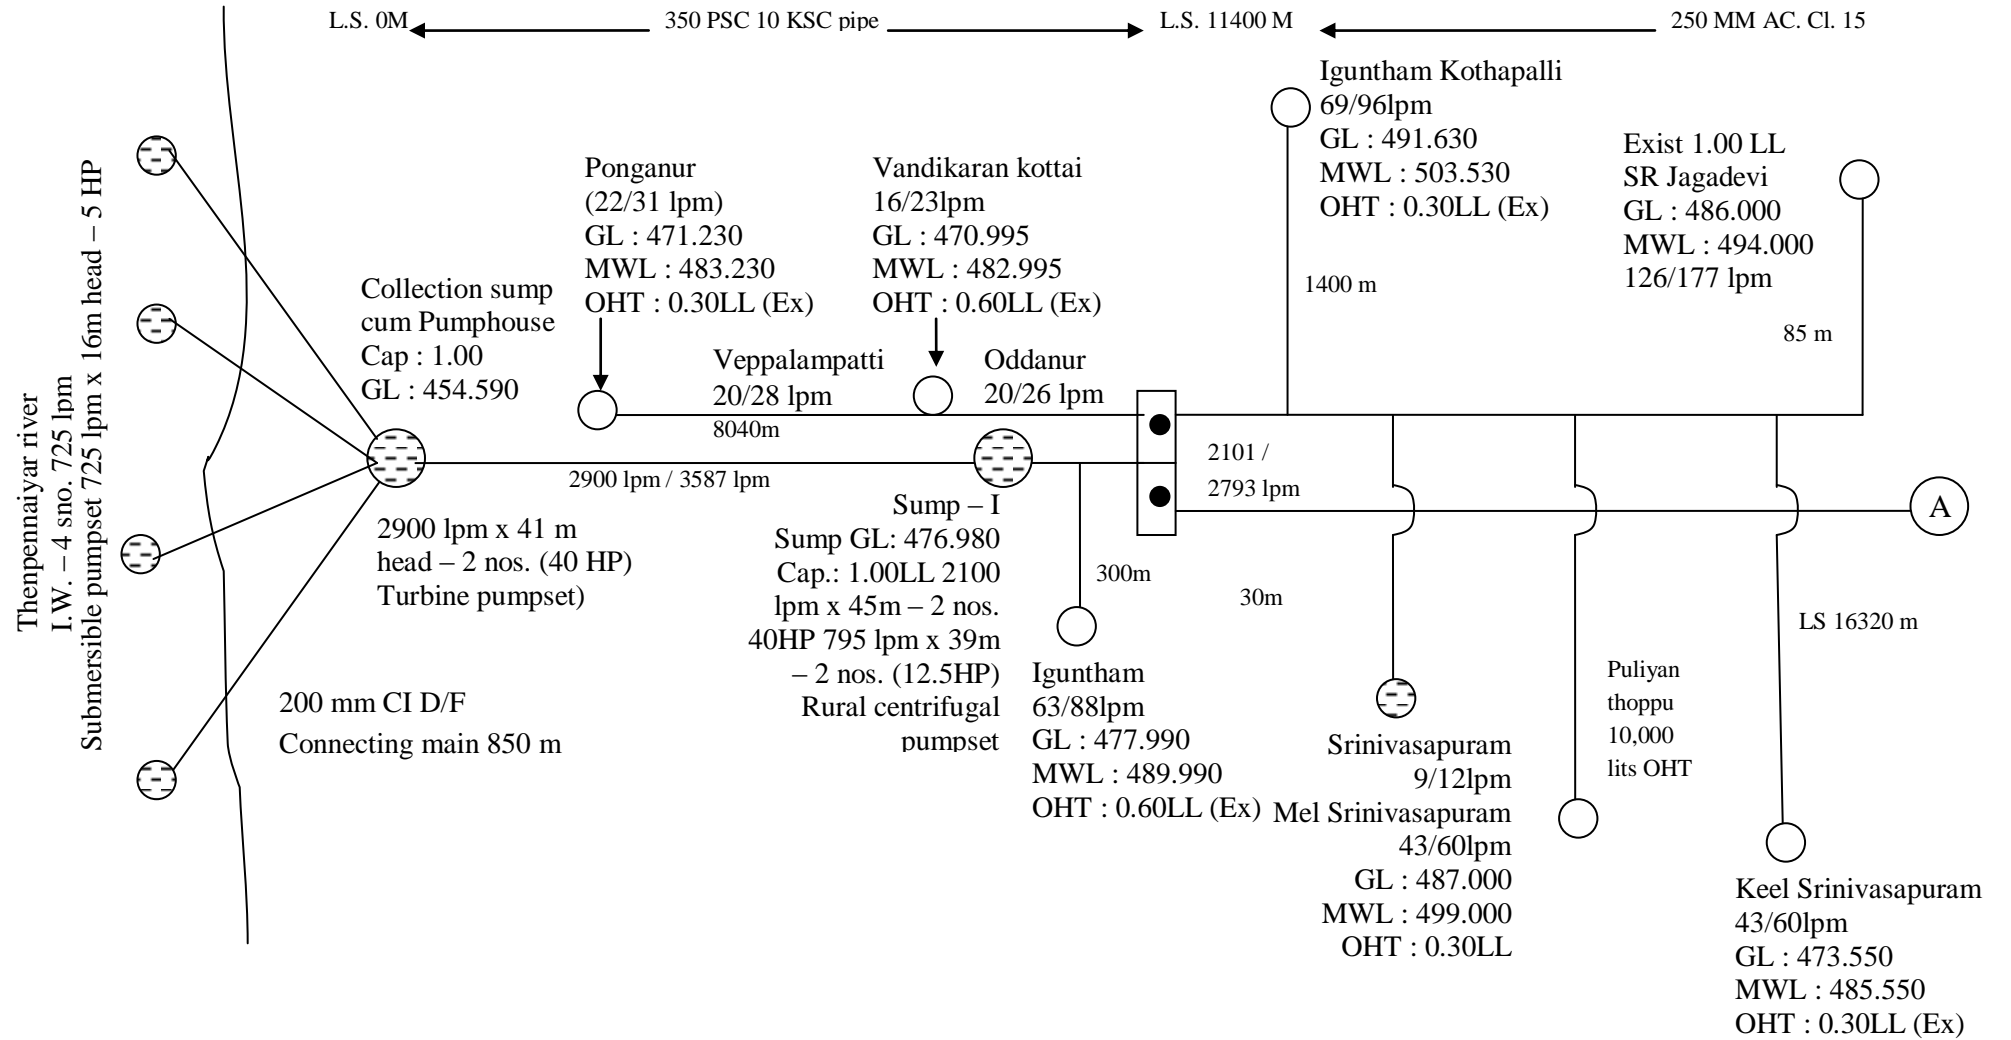 L.S. 0M
350 PSC 10 KSC pipe
L.S. 11400 M
250 MM AC. Cl. 15
Thenpennaiyar river
I.W. – 4 sno. 725 lpm
Submersible pumpset 725 lpm x 16m head – 5 HP
Collection sump
cum Pumphouse
Cap : 1.00
GL : 454.590
Ponganur
(22/31 lpm)
GL : 471.230
MWL : 483.230
OHT : 0.30LL (Ex)
Vandikaran kottai
16/23lpm
GL : 470.995
MWL : 482.995
OHT : 0.60LL (Ex)
Iguntham Kothapalli
69/96lpm
GL : 491.630
MWL : 503.530
OHT : 0.30LL (Ex)
Exist 1.00 LL
SR Jagadevi
GL : 486.000
MWL : 494.000
126/177 lpm
1400 m
85 m
Veppalampatti
20/28 lpm
8040m
Oddanur
20/26 lpm
2900 lpm / 3587 lpm
2101 /
2793 lpm
A
2900 lpm x 41 m
head – 2 nos. (40 HP)
Turbine pumpset)
Sump – I
Sump GL: 476.980
Cap.: 1.00LL 2100
lpm x 45m – 2 nos.
40HP 795 lpm x 39m
– 2 nos. (12.5HP)
Rural centrifugal
pumpset
300m
30m
LS 16320 m
200 mm CI D/F
Connecting main 850 m
Iguntham
63/88lpm
GL : 477.990
MWL : 489.990
OHT : 0.60LL (Ex)
Srinivasapuram
9/12lpm
Mel Srinivasapuram
43/60lpm
GL : 487.000
MWL : 499.000
OHT : 0.30LL
Puliyan
thoppu
10,000
lits OHT
Keel Srinivasapuram
43/60lpm
GL : 473.550
MWL : 485.550
OHT : 0.30LL (Ex)